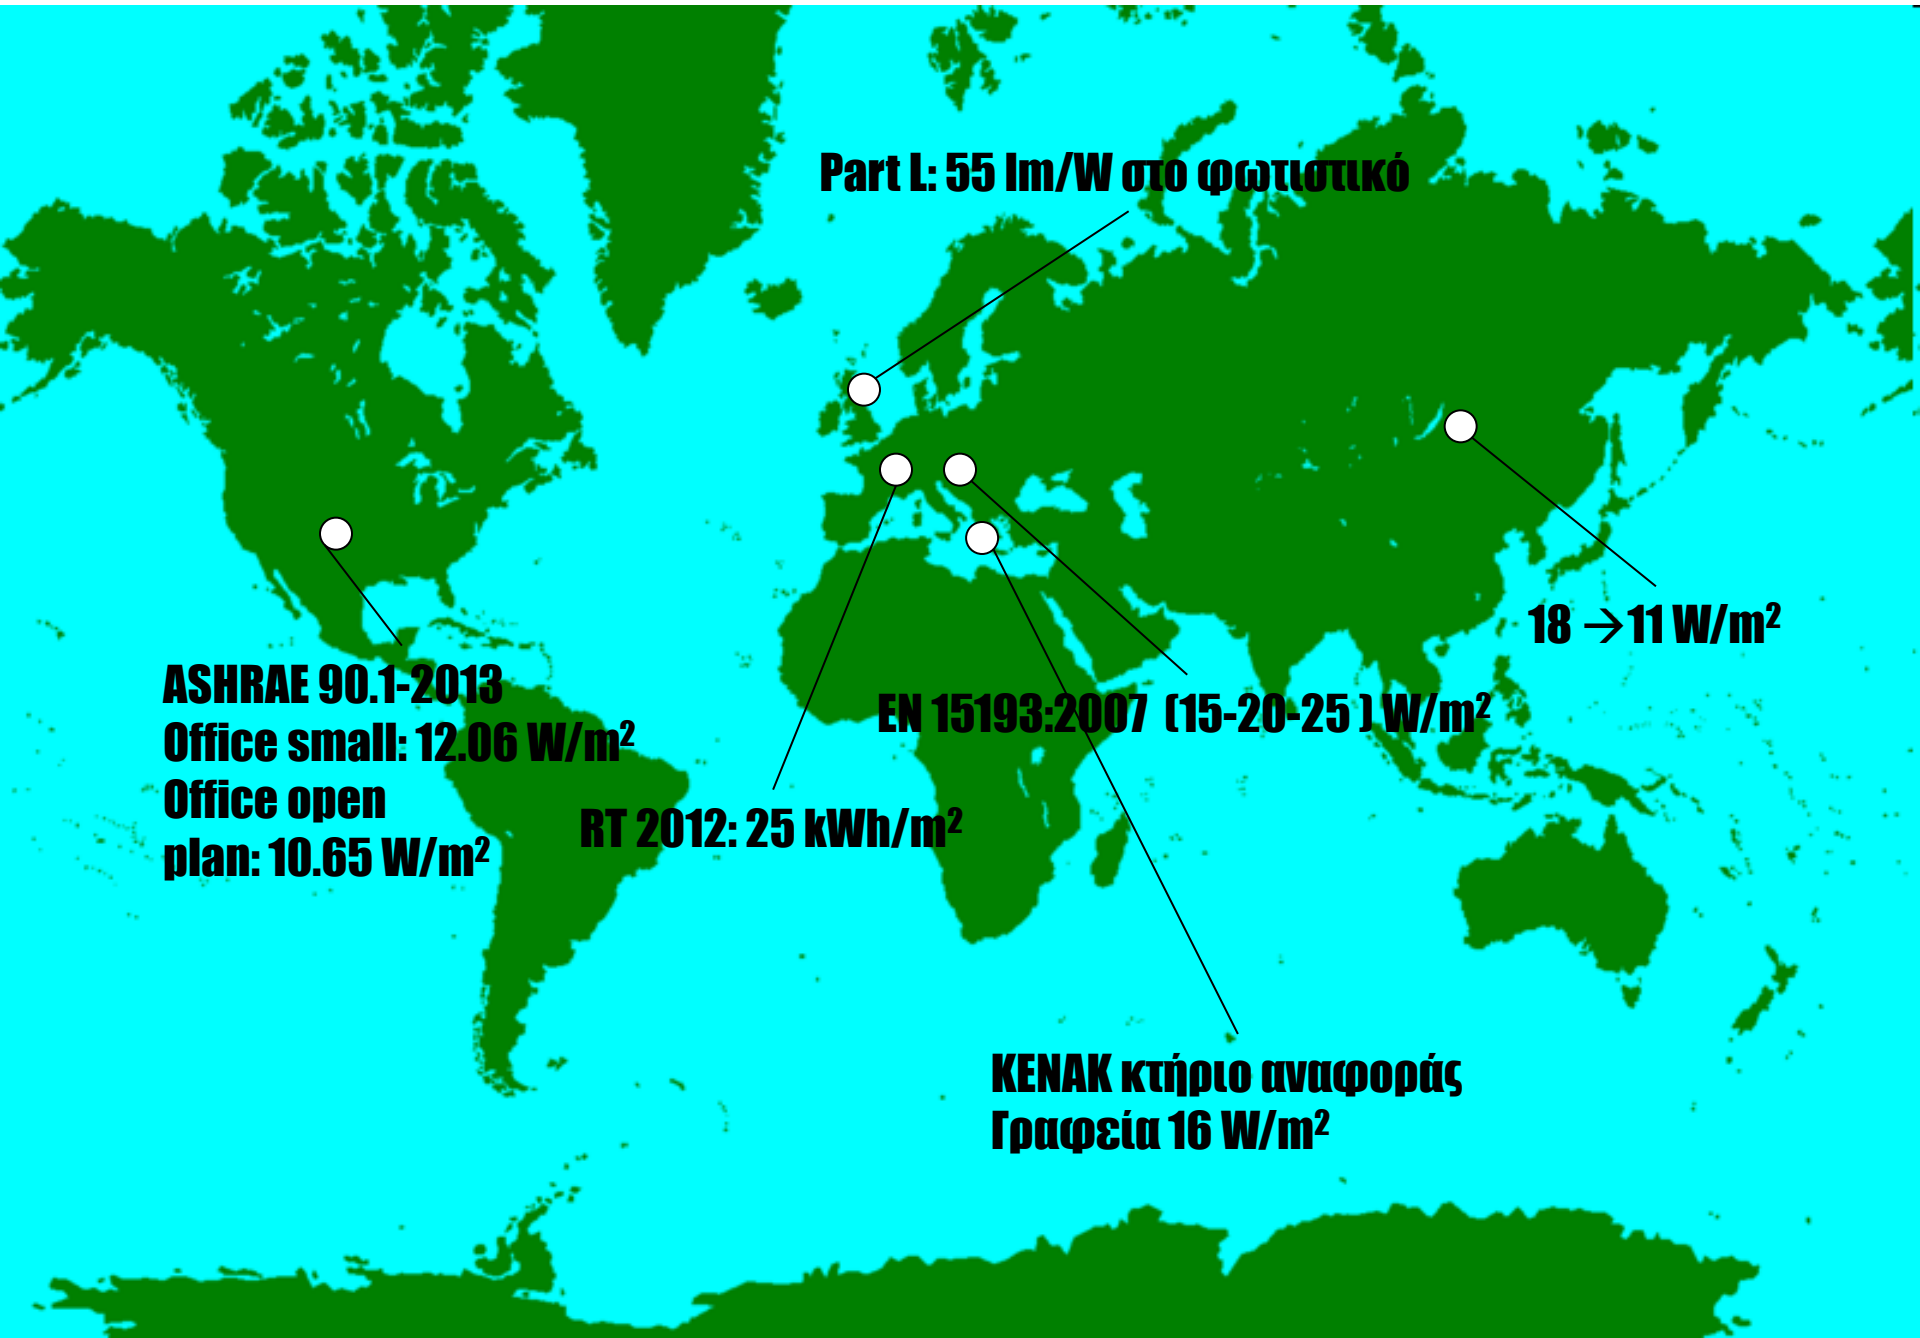 Part L: 55 lm/W στο φωτιστικό
18 →11 W/m²
ASHRAE 90.1-2013
Office small: 12.06 W/m²
Office open
plan: 10.65 W/m²
EN 15193:2007 (15-20-25 ) W/m²
RT 2012: 25 kWh/m²
ΚΕΝΑΚ κτήριο αναφοράς
Γραφεία 16 W/m²